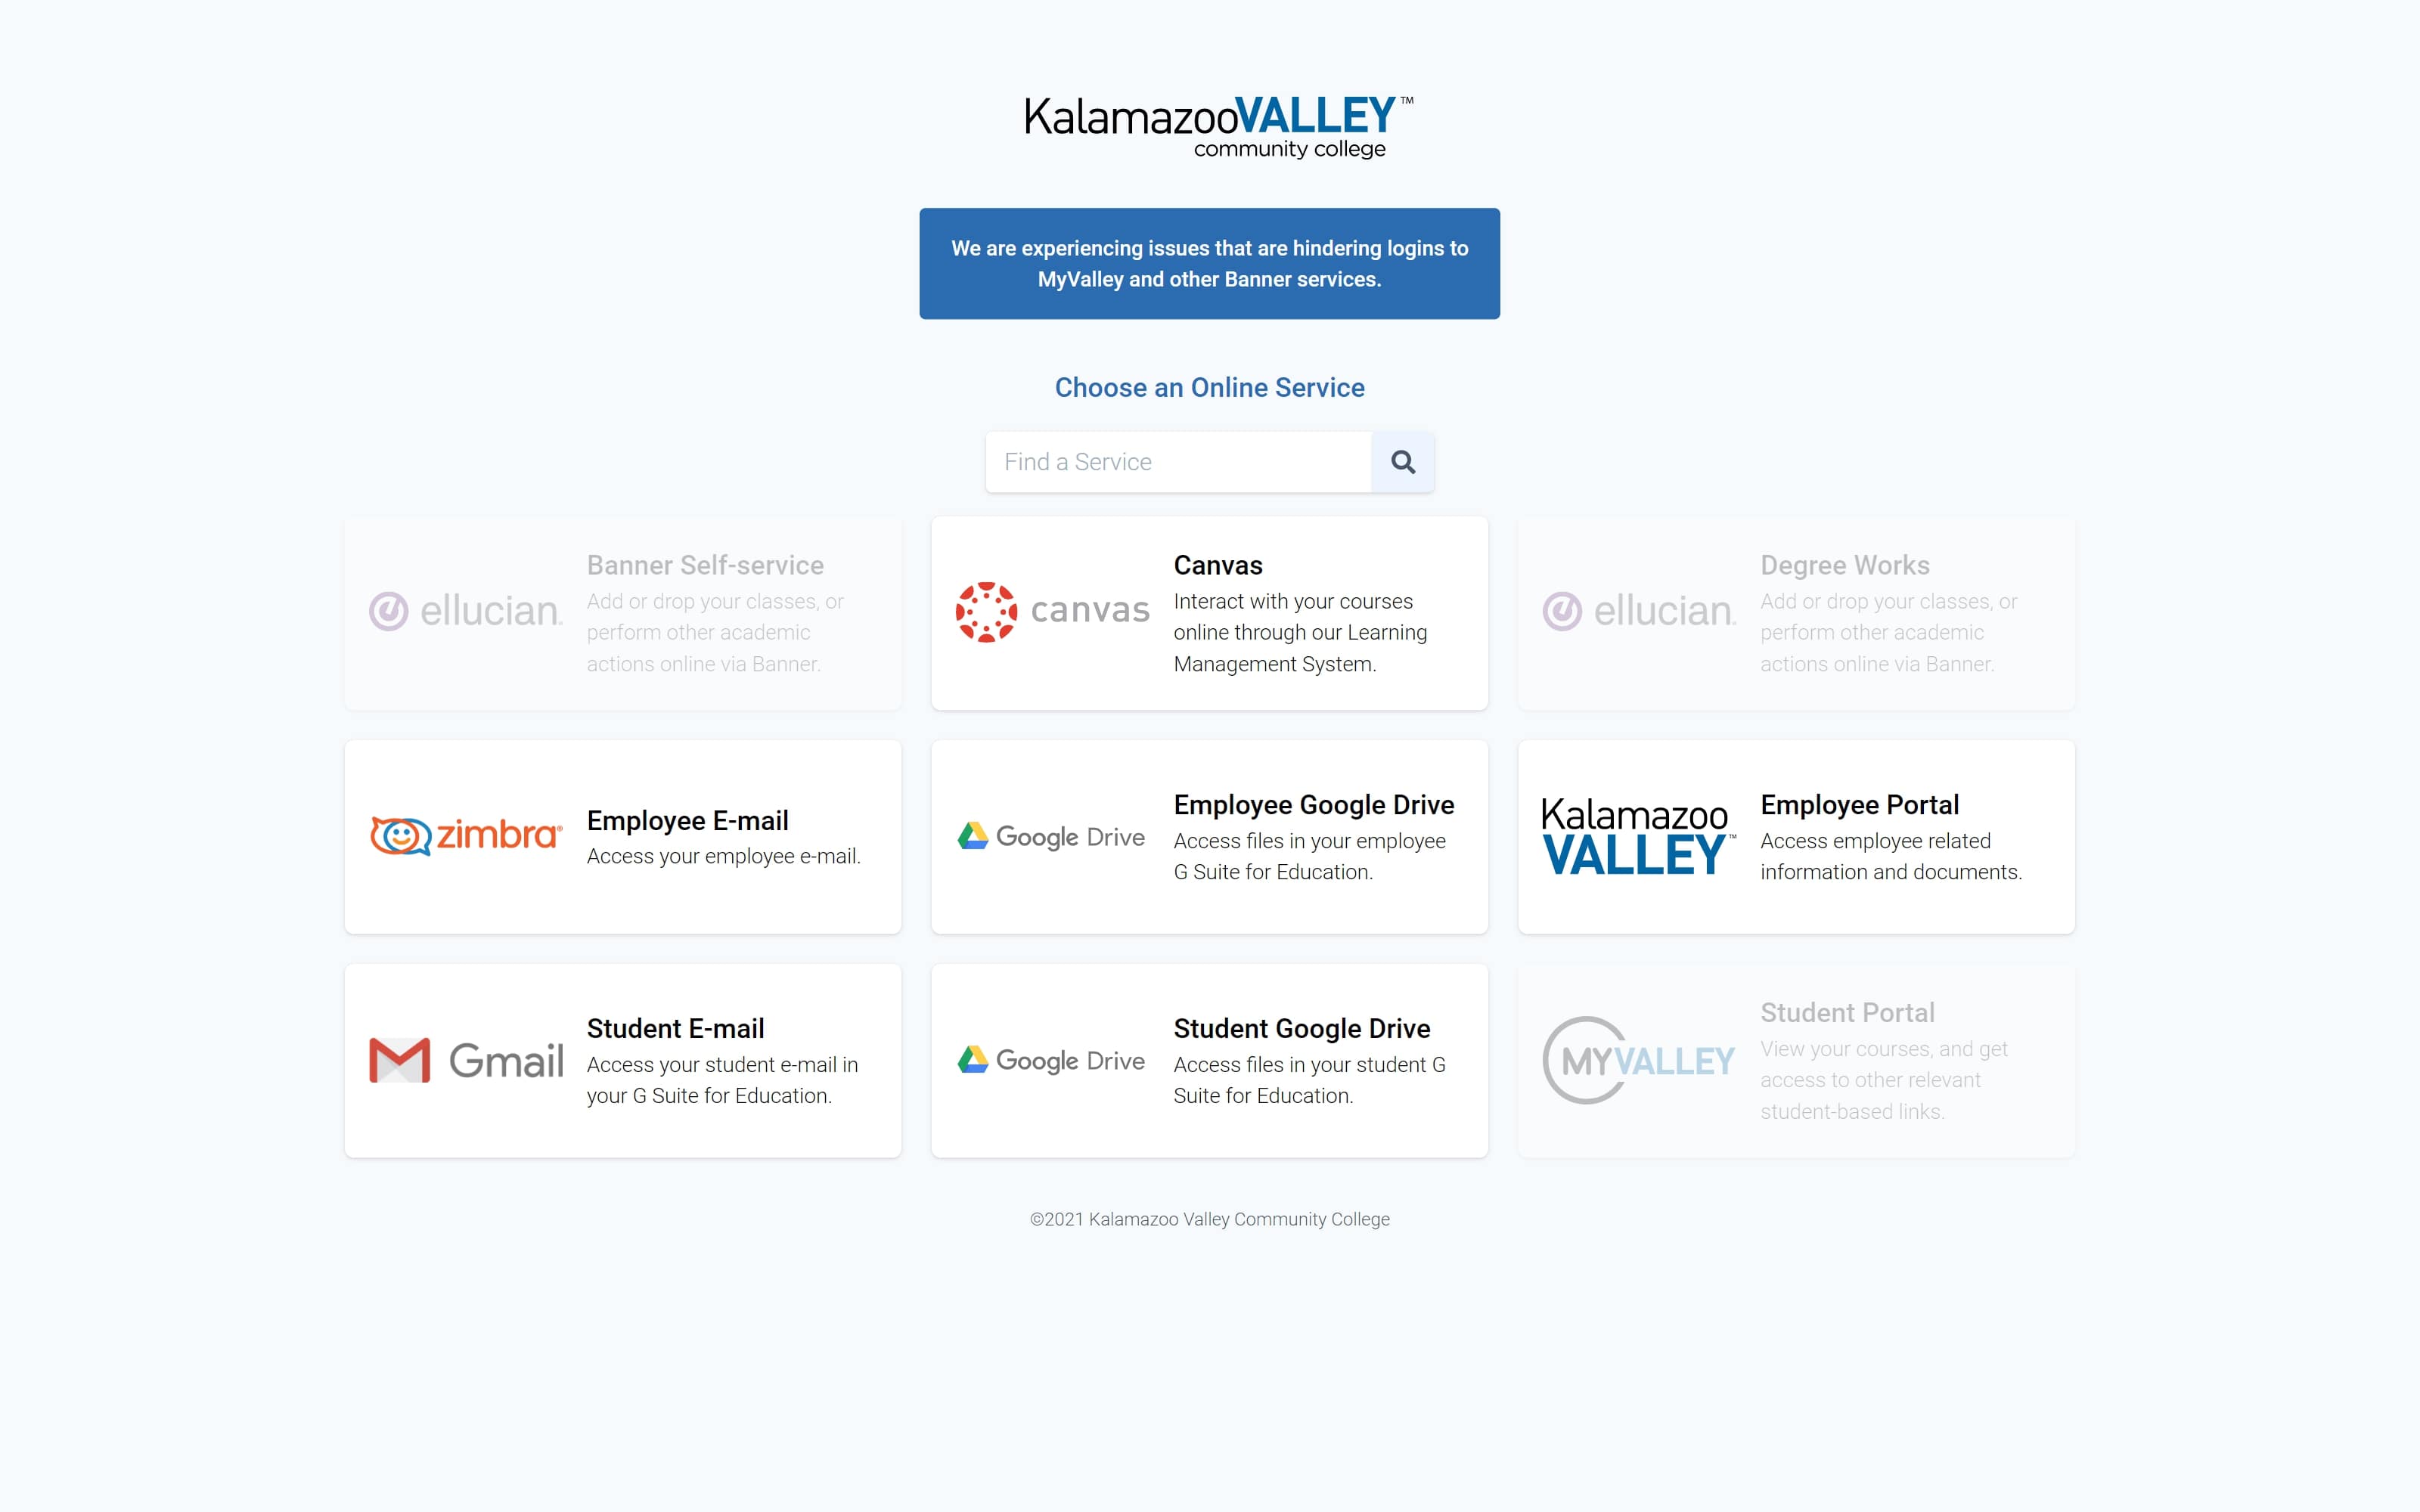 KalamazooVALLEY™
community college
We are experiencing issues that are hindering logins to
MyValley and other Banner services.
Choose an Online Service
Find a Service
ellucian.
Banner Self-service
Add or drop your classes, or
perform other academic
actions online via Banner.
canvas
Canvas
Interact with your courses
online through our Learning
Management System.
ellucian.
Degree Works
Add or drop your classes, or
perform other academic
actions online via Banner.
zimbra®
Employee E-mail
Access your employee e-mail.
Google Drive
Employee Google Drive
Access files in your employee
G Suite for Education.
Kalamazoo
VALLEY™
Employee Portal
Access employee related
information and documents.
Gmail
Student E-mail
Access your student e-mail in
your G Suite for Education.
Google Drive
Student Google Drive
Access files in your student G
Suite for Education.
MYVALLEY
Student Portal
View your courses, and get
access to other relevant
student-based links.
©2021 Kalamazoo Valley Community College